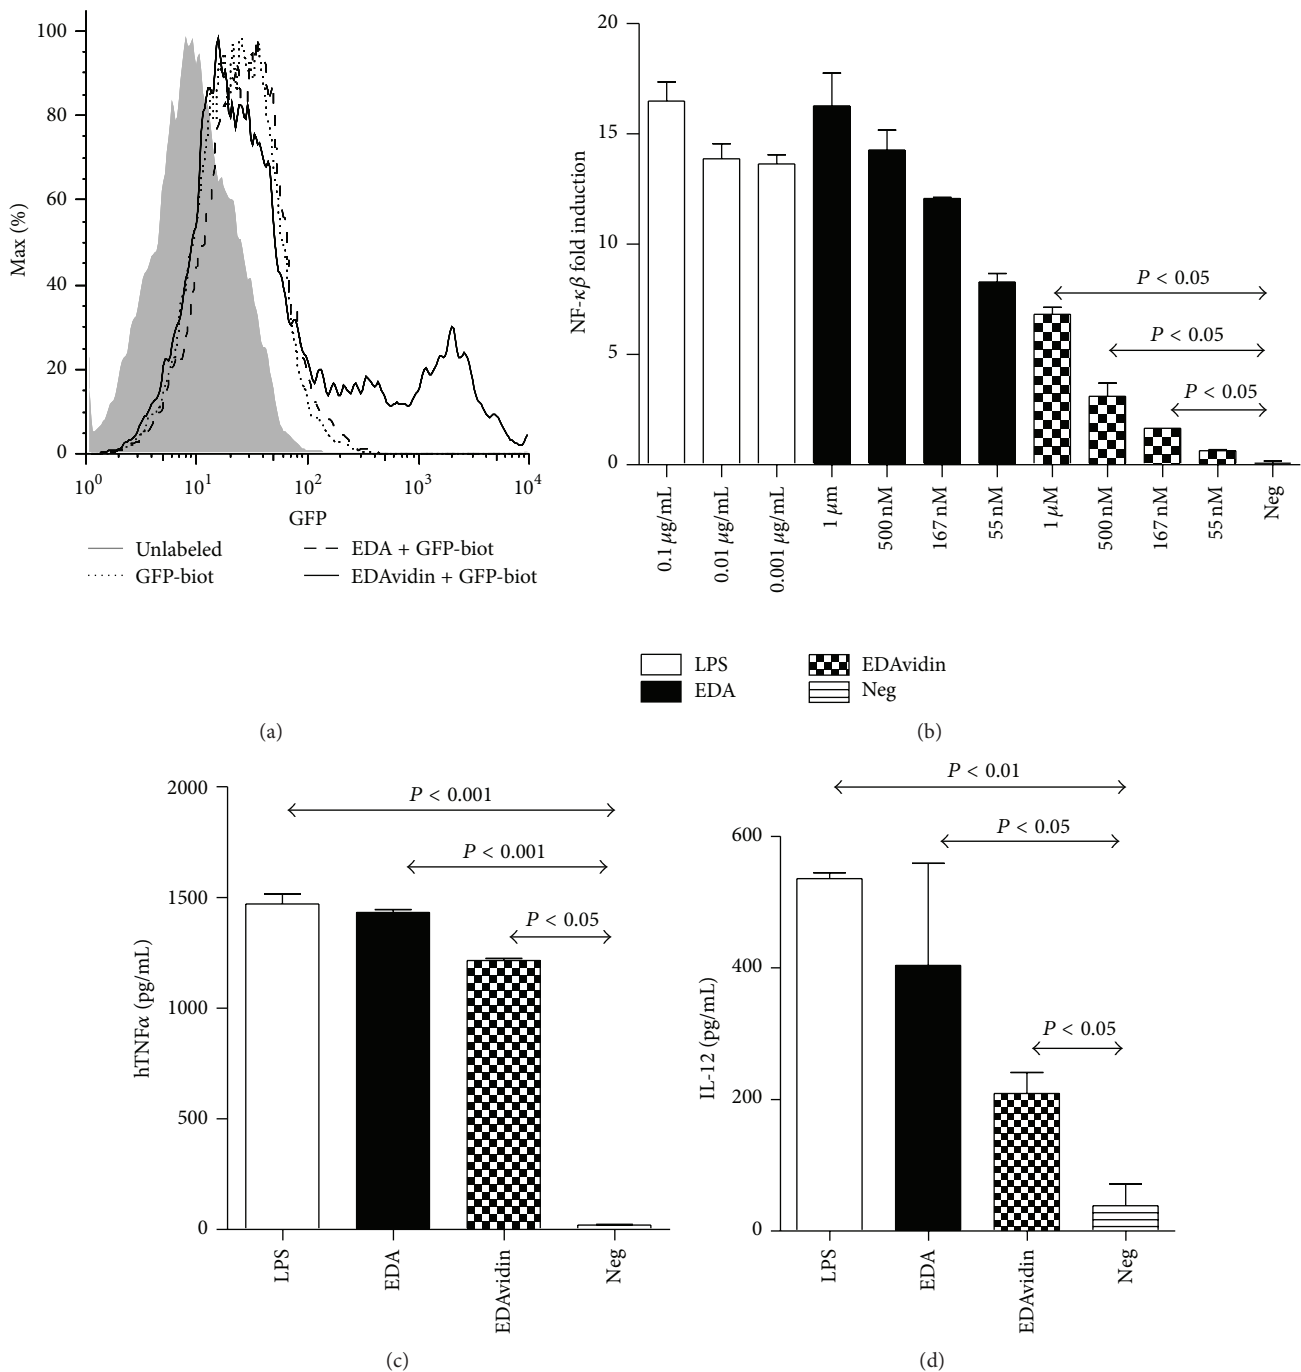 100
80
60
40
20
0
Max (%)
10^0
10^1
10^2
10^3
10^4
GFP
Unlabeled
GFP-biot
EDA + GFP-biot
EDAvidin + GFP-biot
(a)
20
15
10
5
0
NF-κβ fold induction
P < 0.05
P < 0.05
P < 0.05
0.1 μg/mL
0.01 μg/mL
0.001 μg/mL
1 μm
500 nM
167 nM
55 nM
1 μM
500 nM
167 nM
55 nM
Neg
LPS
EDA
EDAvidin
Neg
(b)
2000
1500
1000
500
0
hTNFα (pg/mL)
P < 0.001
P < 0.001
P < 0.05
LPS
EDA
EDAvidin
Neg
(c)
600
400
200
0
IL-12 (pg/mL)
P < 0.01
P < 0.05
P < 0.05
LPS
EDA
EDAvidin
Neg
(d)